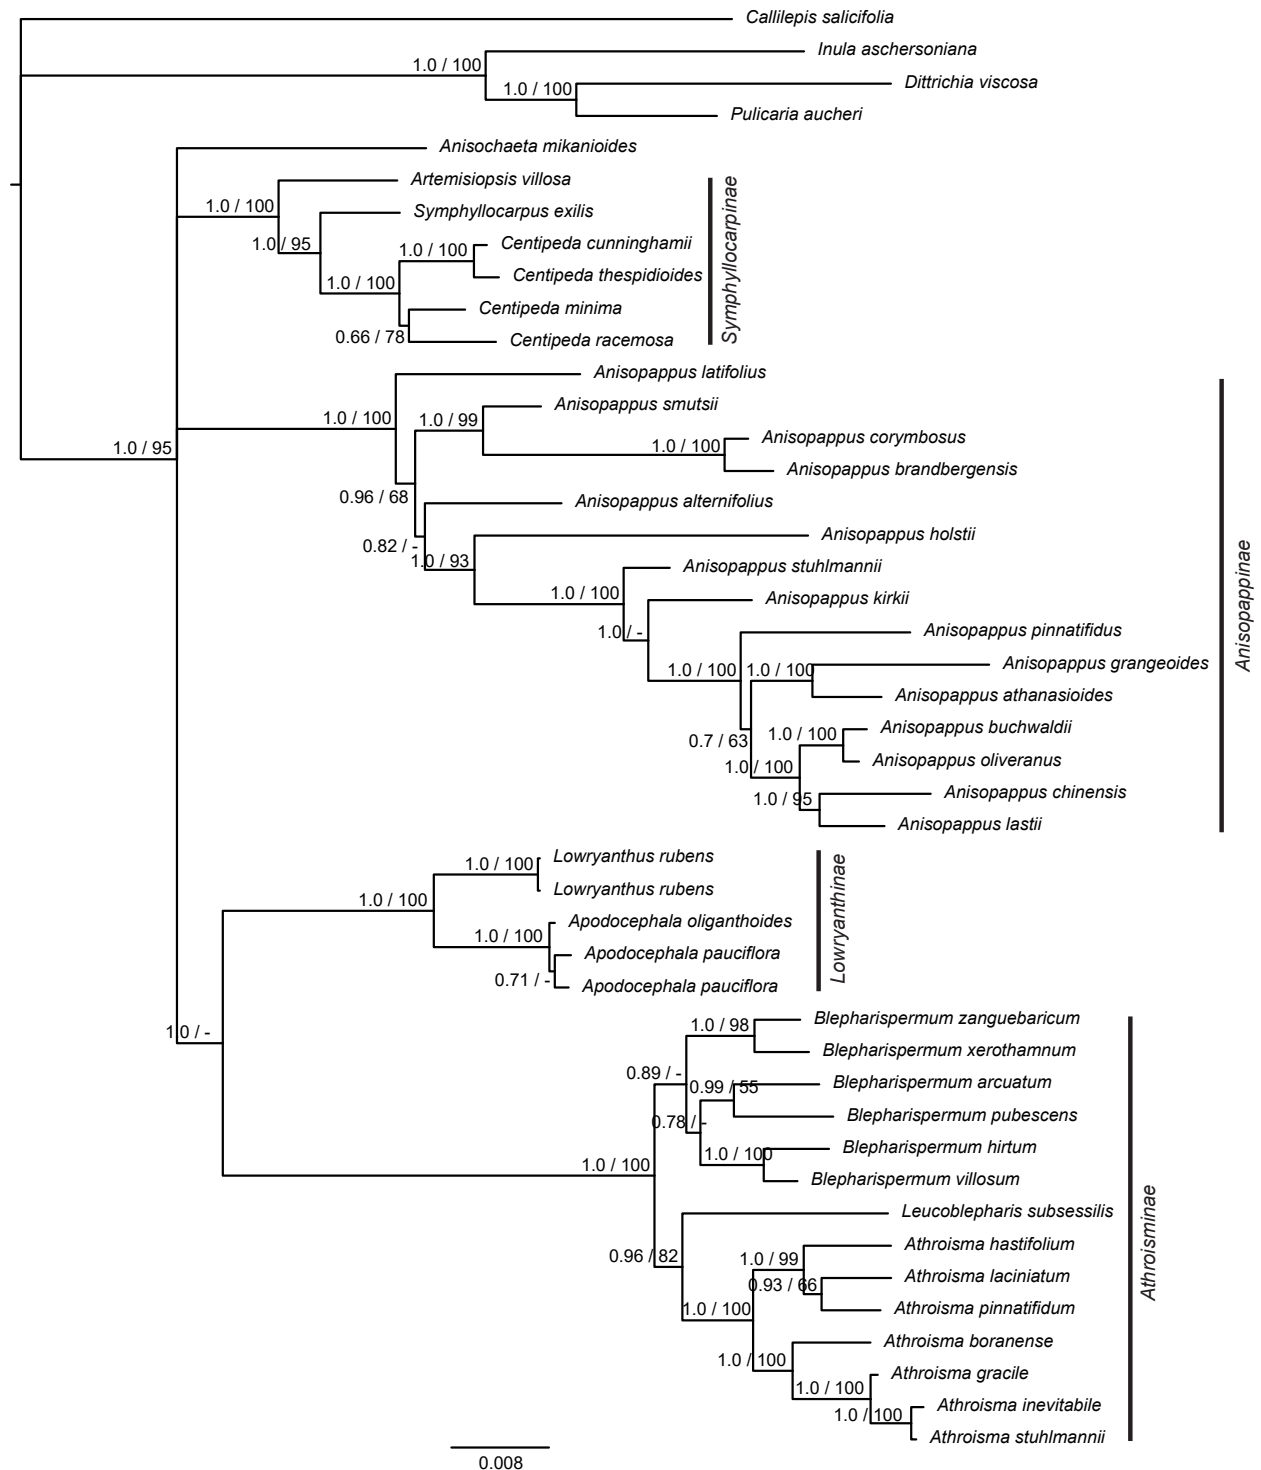 Callilepis salicifolia
Inula aschersoniana
1.0 / 100
Dittrichia viscosa
1.0 / 100
Pulicaria aucheri
Anisochaeta mikanioides
Artemisiopsis villosa
1.0 / 100
Symphyllocarpus exilis
1.0 / 95
Centipeda cunninghamii
1.0 / 100
Centipeda thespidioides
1.0 / 100
Centipeda minima
0.66 / 78
Centipeda racemosa
Symphyllocarpinae
Anisopappus latifolius
1.0 / 100
Anisopappus smutsii
1.0 / 99
Anisopappus corymbosus
1.0 / 100
Anisopappus brandbergensis
1.0 / 95
0.96 / 68
Anisopappus alternifolius
0.82 / -
Anisopappus holstii
1.0 / 93
Anisopappus stuhlmannii
1.0 / 100
Anisopappus kirkii
1.0 / -
Anisopappus pinnatifidus
1.0 / 100
Anisopappus grangeoides
1.0 / 100
Anisopappus athanasioides
0.7 / 63
Anisopappus buchwaldii
1.0 / 100
Anisopappus oliveranus
1.0 / 100
Anisopappus chinensis
1.0 / 95
Anisopappus lastii
Anisopappinae
Lowryanthus rubens
1.0 / 100
Lowryanthus rubens
1.0 / 100
Apodocephala oliganthoides
1.0 / 100
Apodocephala pauciflora
0.71 / -
Apodocephala pauciflora
Lowryanthinae
1.0 / -
Blepharispermum zanguebaricum
1.0 / 98
Blepharispermum xerothamnum
0.89 / -
Blepharispermum arcuatum
0.99 / 55
Blepharispermum pubescens
0.78 / -
Blepharispermum hirtum
1.0 / 100
Blepharispermum villosum
1.0 / 100
Leucoblepharis subsessilis
0.96 / 82
Athroisma hastifolium
1.0 / 99
Athroisma laciniatum
0.93 / 66
Athroisma pinnatifidum
1.0 / 100
Athroisma boranense
1.0 / 100
Athroisma gracile
1.0 / 100
Athroisma inevitabile
1.0 / 100
Athroisma stuhlmannii
Athroisminae
0.008